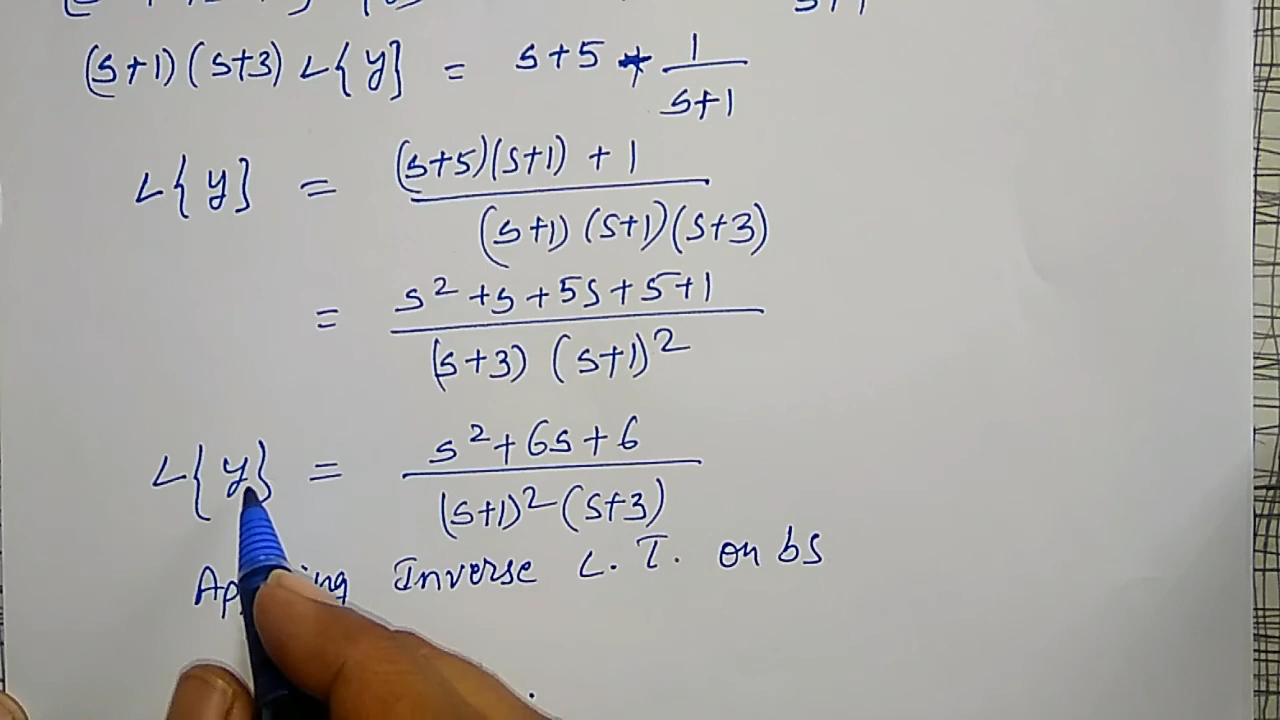 (s+1)(s+3) L{y} = s+5 + 1/(s+1)
L{y} = ((s+5)(s+1) + 1)/((s+1)(s+1)(s+3))
= (s²+s+5s+5+1)/((s+3)(s+1)²)
L{y} = (s²+6s+6)/((s+1)²(s+3))
Inverse L.T. on bs